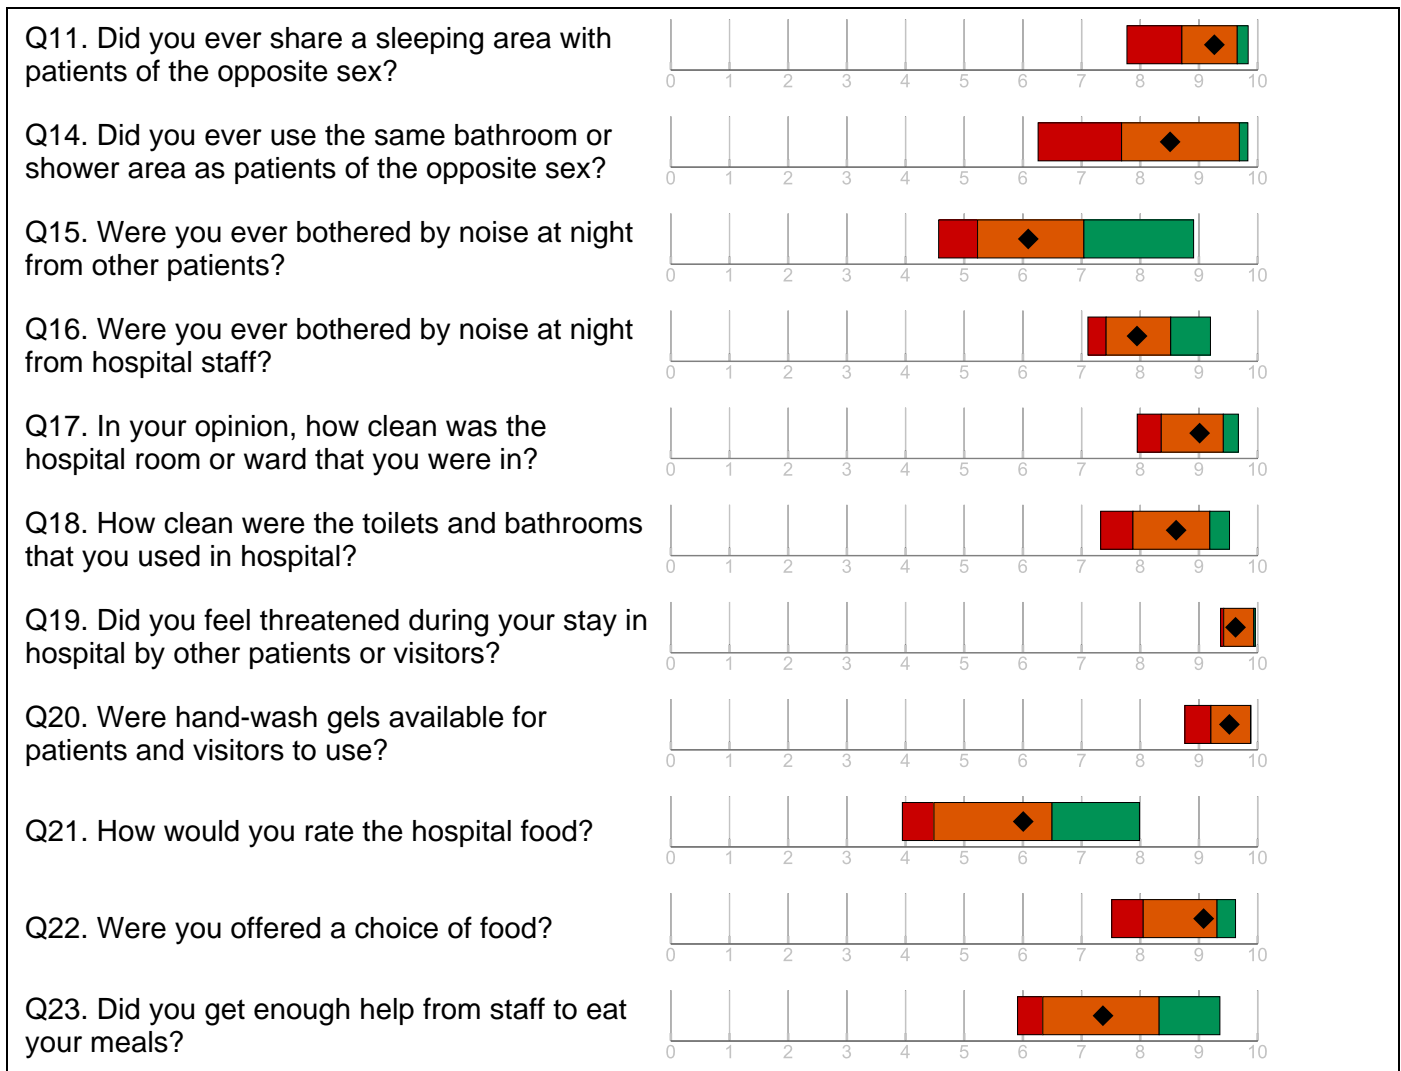 Q11. Did you ever share a sleeping area with
patients of the opposite sex?
0 1 2 3 4 5 6 7 8 9 10
Q14. Did you ever use the same bathroom or
shower area as patients of the opposite sex?
0 1 2 3 4 5 6 7 8 9 10
Q15. Were you ever bothered by noise at night
from other patients?
0 1 2 3 4 5 6 7 8 9 10
Q16. Were you ever bothered by noise at night
from hospital staff?
0 1 2 3 4 5 6 7 8 9 10
Q17. In your opinion, how clean was the
hospital room or ward that you were in?
0 1 2 3 4 5 6 7 8 9 10
Q18. How clean were the toilets and bathrooms
that you used in hospital?
0 1 2 3 4 5 6 7 8 9 10
Q19. Did you feel threatened during your stay in
hospital by other patients or visitors?
0 1 2 3 4 5 6 7 8 9 10
Q20. Were hand-wash gels available for
patients and visitors to use?
0 1 2 3 4 5 6 7 8 9 10
Q21. How would you rate the hospital food?
0 1 2 3 4 5 6 7 8 9 10
Q22. Were you offered a choice of food?
0 1 2 3 4 5 6 7 8 9 10
Q23. Did you get enough help from staff to eat
your meals?
0 1 2 3 4 5 6 7 8 9 10